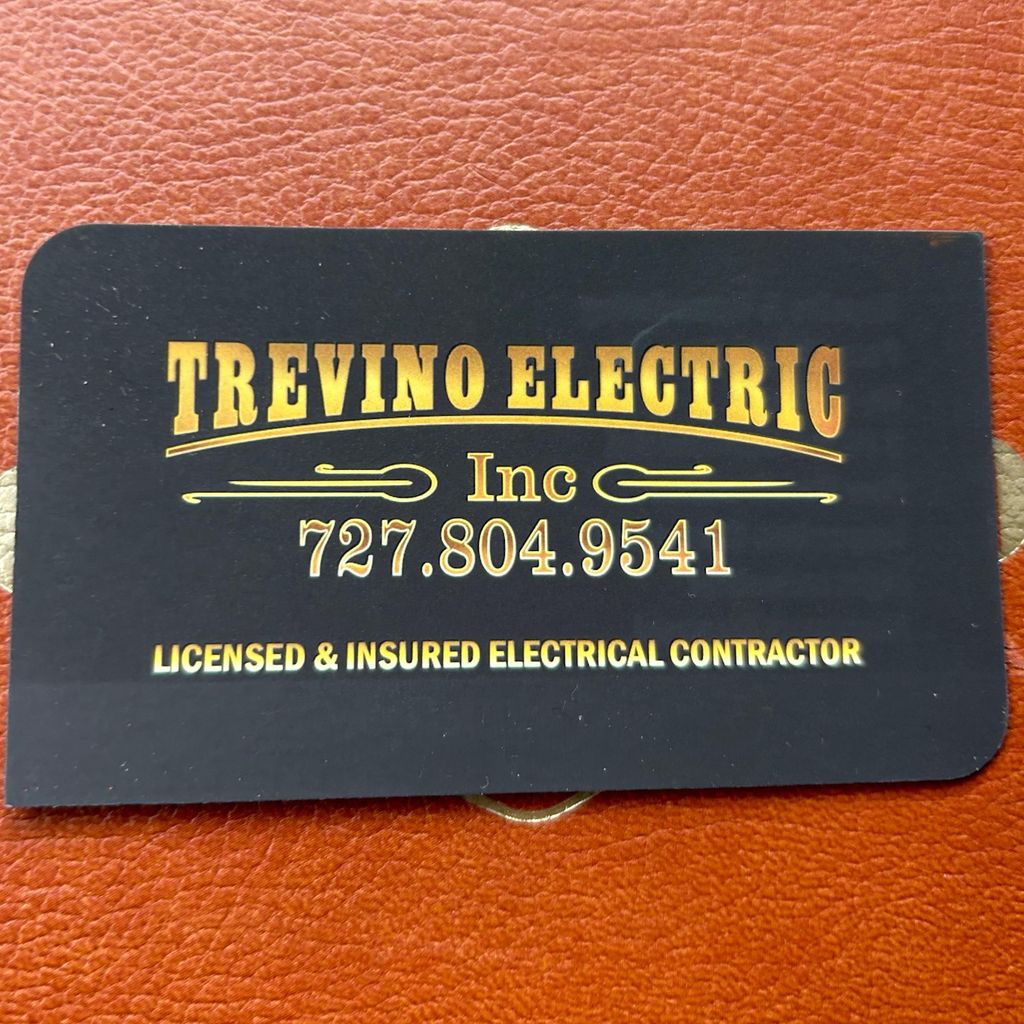 TREVINO ELECTRIC
Inc
727.804.9541
LICENSED & INSURED ELECTRICAL CONTRACTOR